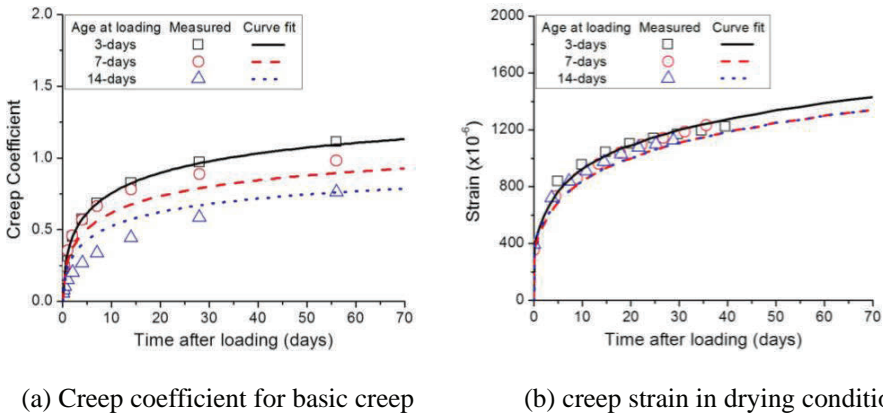 Age at loading Measured Curve fit
3-days
7-days
14-days
2.0
1.5
1.0
0.5
0.0
Creep Coefficient
0 10 20 30 40 50 60 70
Time after loading (days)
(a) Creep coefficient for basic creep
Age at loading Measured Curve fit
3-days
7-days
14-days
2000
1600
1200
800
400
0
Strain (x10⁻⁶)
0 10 20 30 40 50 60 70
Time after loading (days)
(b) creep strain in drying conditio